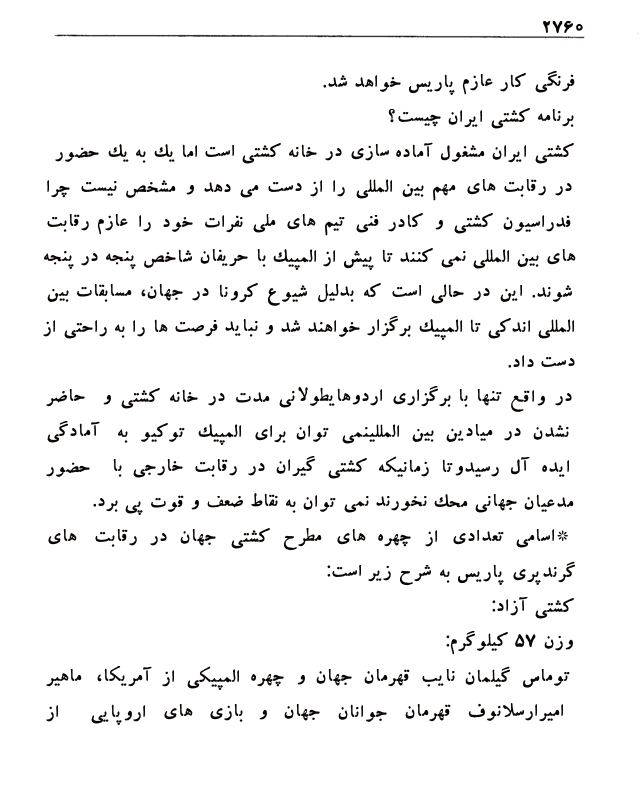 ۲۷۶۰
فرنگی کار عازم پاریس خواهد شد.
برنامه کشتی ایران چیست؟
کشتی ایران مشغول آماده سازی در خانه کشتی است اما یك به یك حضور
در رقابت های مهم بین المللی را از دست می دهد و مشخص نیست چرا
فدراسیون کشتی و کادر فنی تیم های ملی نفرات خود را عازم رقابت
های بین المللی نمی کنند تا پیش از المپیك با حریفان شاخص پنجه در پنجه
شوند. این در حالی است که بدلیل شیوع کرونا در جهان، مسابقات بین
المللی اندکی تا المپیك برگزار خواهند شد و نباید فرصت ها را به راحتی از
دست داد.
در واقع تنها با برگزاری اردوهایطولانی مدت در خانه کشتی و حاضر
نشدن در میادین بین المللینمی توان برای المپیك توکیو به آمادگی
ایده آل رسیدوتا زمانیکه کشتی گیران در رقابت خارجی با حضور
مدعیان جهانی محك نخورند نمی توان به نقاط ضعف و قوت پی برد.
*اسامی تعدادی از چهره های مطرح کشتی جهان در رقابت های
گرندپری پاریس به شرح زیر است:
کشتی آزاد:
وزن ۵۷ کیلوگرم:
توماس گیلمان نایب قهرمان جهان و چهره المپیکی از آمریکا، ماهیر
امیرارسلانوف قهرمان جوانان جهان و بازی های اروپایی از